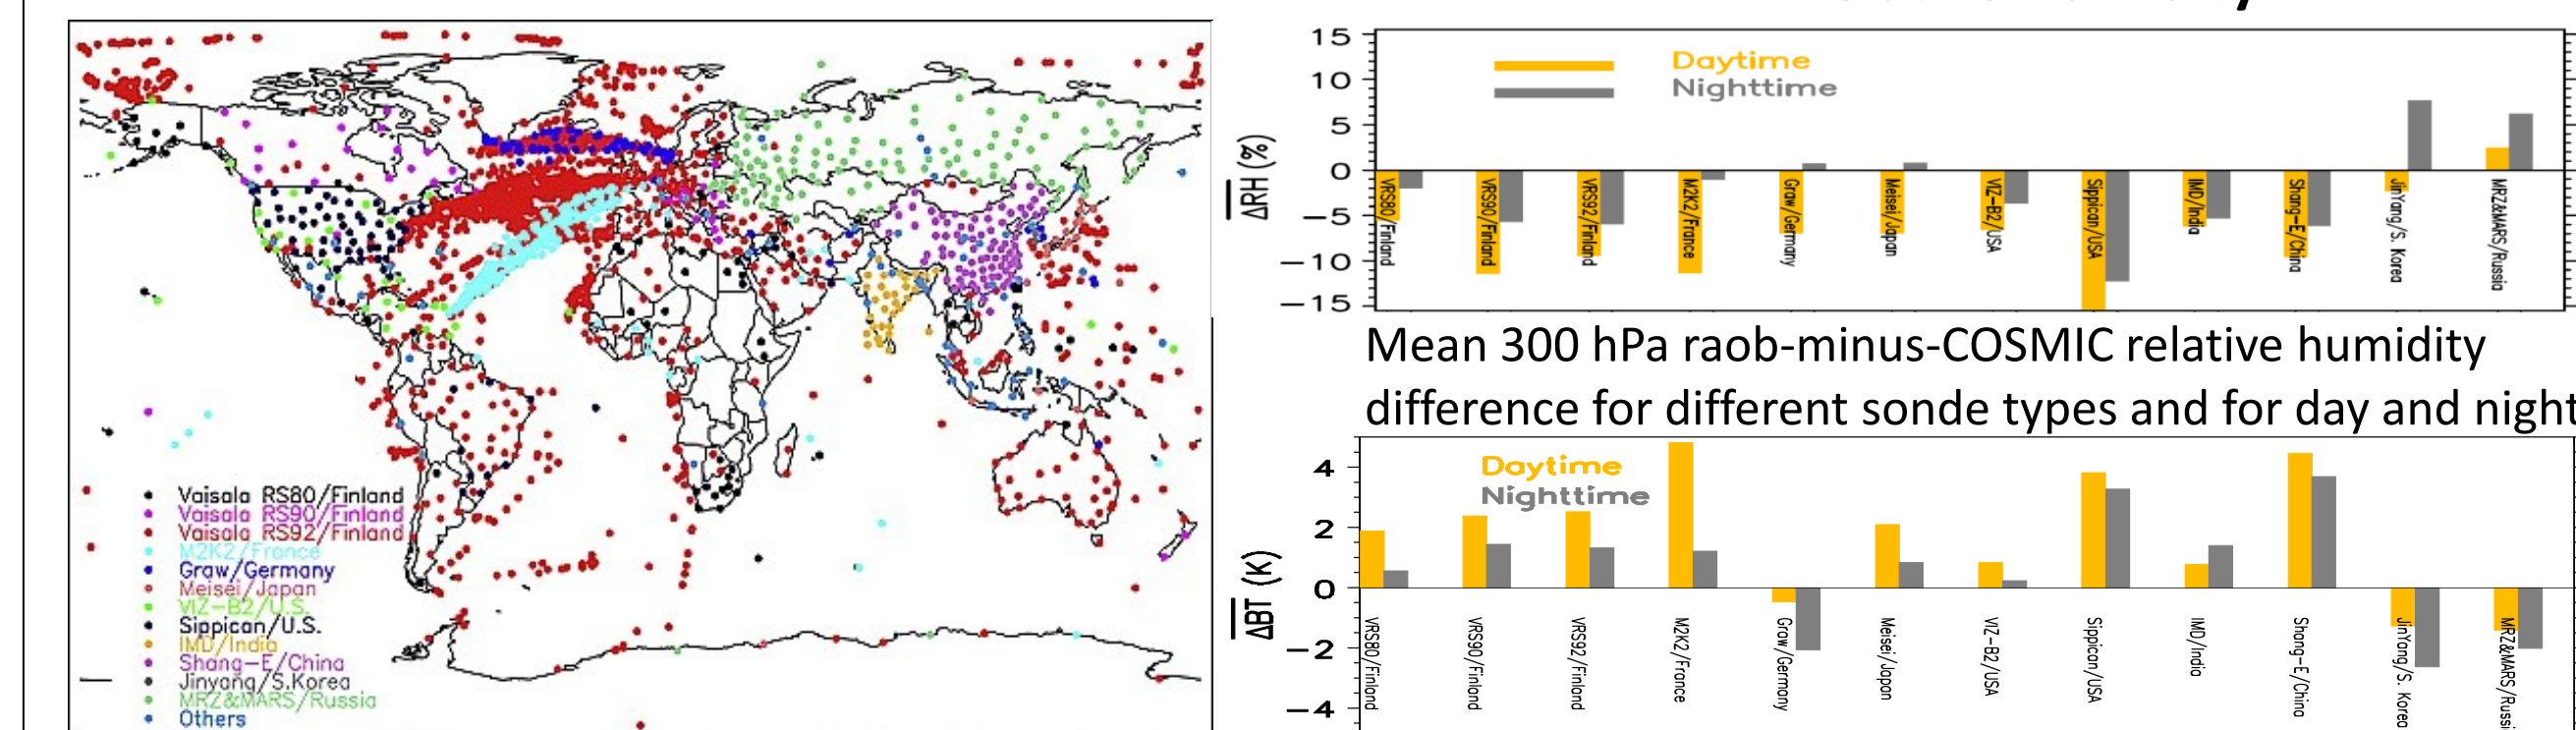 Vaisala RS80/Finland
Vaisala RS90/Finland
Vaisala RS92/Finland
M2K2/France
Graw/Germany
Meisei/Japan
VIZ-B2/U.S.
Sippican/U.S.
IMD/India
Shang-E/China
Jinyang/S.Korea
MRZ&MARS/Russia
Others
15
10
5
0
-5
-10
-15
ΔRH (%)
Daytime
Nighttime
VRS80/Finland
VRS90/Finland
VRS92/Finland
M2K2/France
Graw/Germany
Meisei/Japan
VIZ-B2/USA
Sippican/USA
IMD/India
Shang-E/China
JinYang/S. Korea
MRZ&MARS/Russia
Mean 300 hPa raob-minus-COSMIC relative humidity
difference for different sonde types and for day and night
4
2
0
-2
-4
ΔBT (K)
Daytime
Nighttime
VRS80/Finland
VRS90/Finland
VRS92/Finland
M2K2/France
Graw/Germany
Meisei/Japan
VIZ-B2/USA
Sippican/USA
IMD/India
Shang-E/China
JinYang/S. Korea
MRZ&MARS/Russi